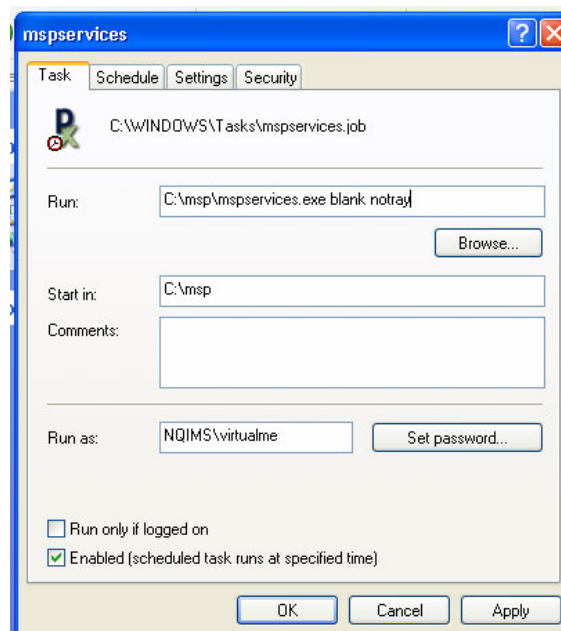 mspservices
Task Schedule Settings Security
C:\WINDOWS\Tasks\mspservices.job
Run: C:\msp\mspservices.exe blank notray
Browse...
Start in: C:\msp
Comments:
Run as: NQIMS\virtualme Set password...
Run only if logged on
Enabled (scheduled task runs at specified time)
OK Cancel Apply